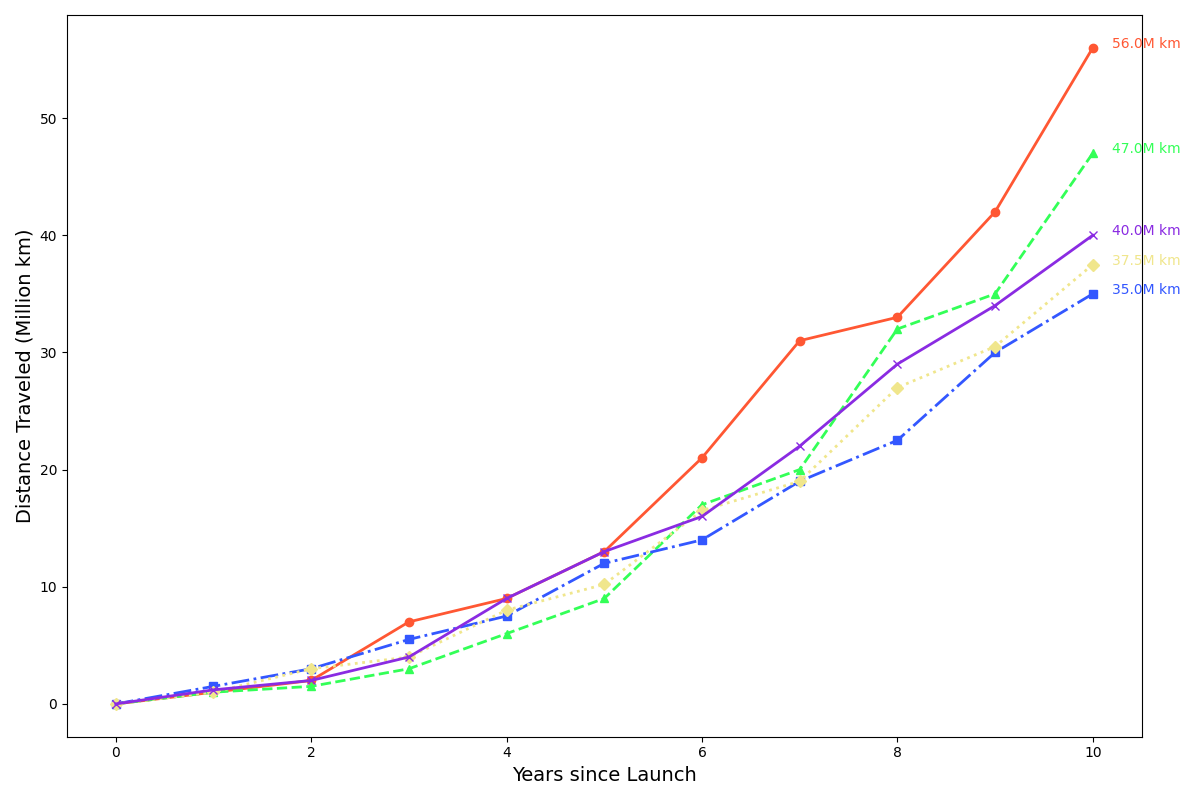 56.0M km
47.0M km
40.0M km
37.5M km
35.0M km
50
40
30
20
10
0
Distance Traveled (Million km)
0 2 4 6 8 10
Years since Launch